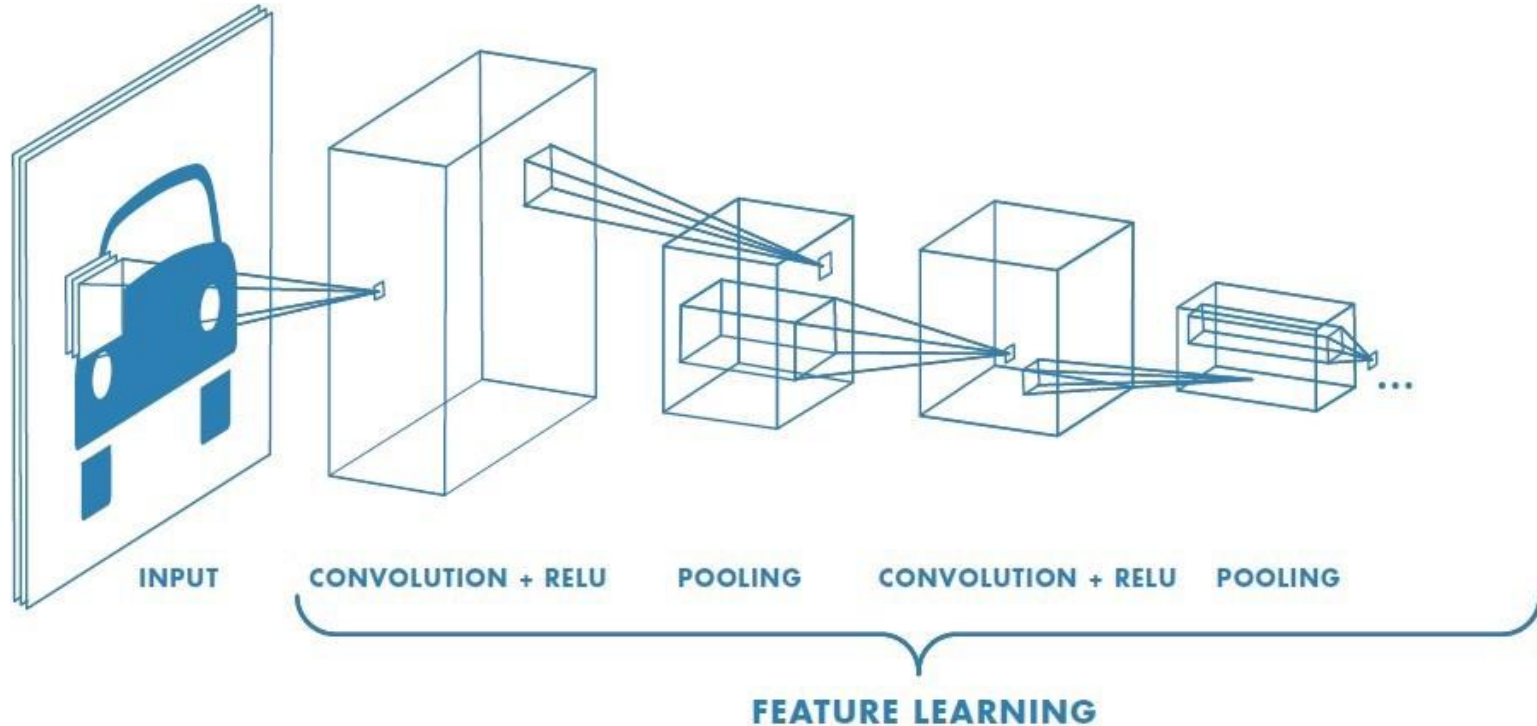 ...
INPUT
CONVOLUTION + RELU
POOLING
CONVOLUTION + RELU
POOLING
FEATURE LEARNING